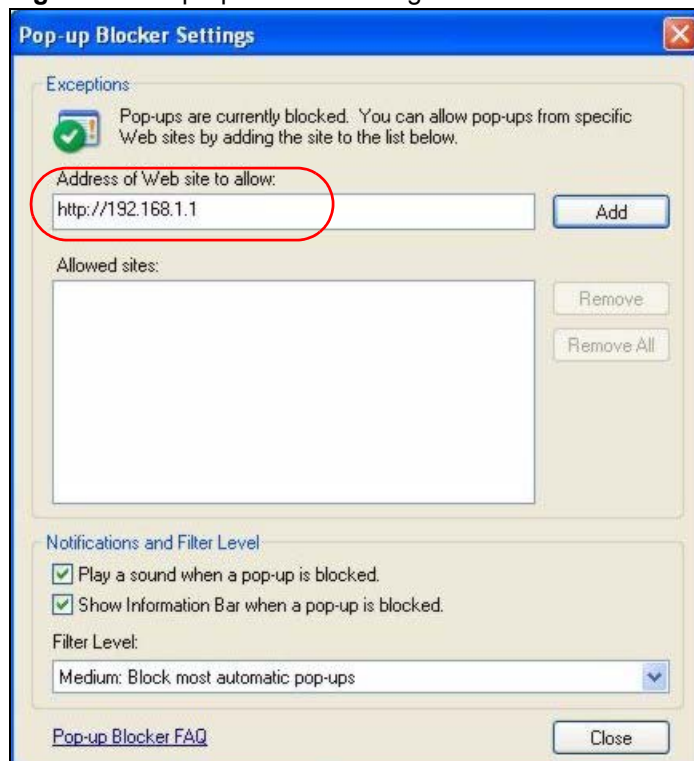 Pop-up Blocker Settings
Exceptions
Pop-ups are currently blocked. You can allow pop-ups from specific
Web sites by adding the site to the list below.
Address of Web site to allow:
http://192.168.1.1
Add
Allowed sites:
Remove
Remove All
Notifications and Filter Level
Play a sound when a pop-up is blocked.
Show Information Bar when a pop-up is blocked.
Filter Level:
Medium: Block most automatic pop-ups
Pop-up Blocker FAQ
Close